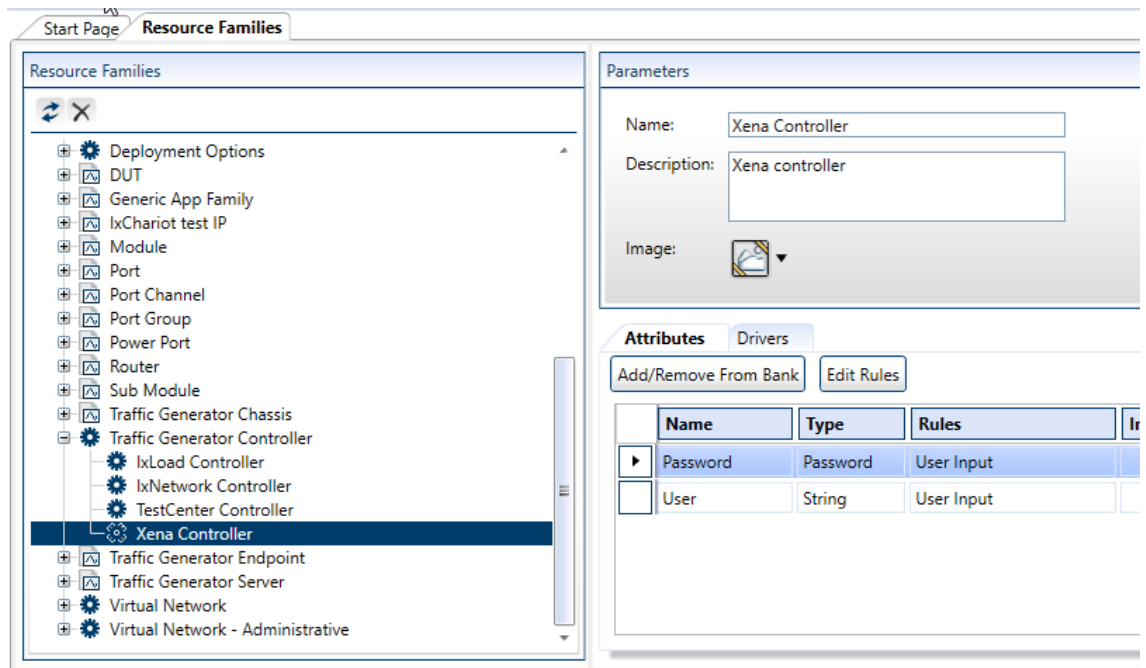 Start Page
Resource Families
Resource Families
Deployment Options
DUT
Generic App Family
IxChariot test IP
Module
Port
Port Channel
Port Group
Power Port
Router
Sub Module
Traffic Generator Chassis
Traffic Generator Controller
IxLoad Controller
IxNetwork Controller
TestCenter Controller
Xena Controller
Traffic Generator Endpoint
Traffic Generator Server
Virtual Network
Virtual Network - Administrative
Parameters
Name: Xena Controller
Description: Xena controller
Image:
Attributes Drivers
Add/Remove From Bank Edit Rules
Name Type Rules
Password Password User Input
User String User Input